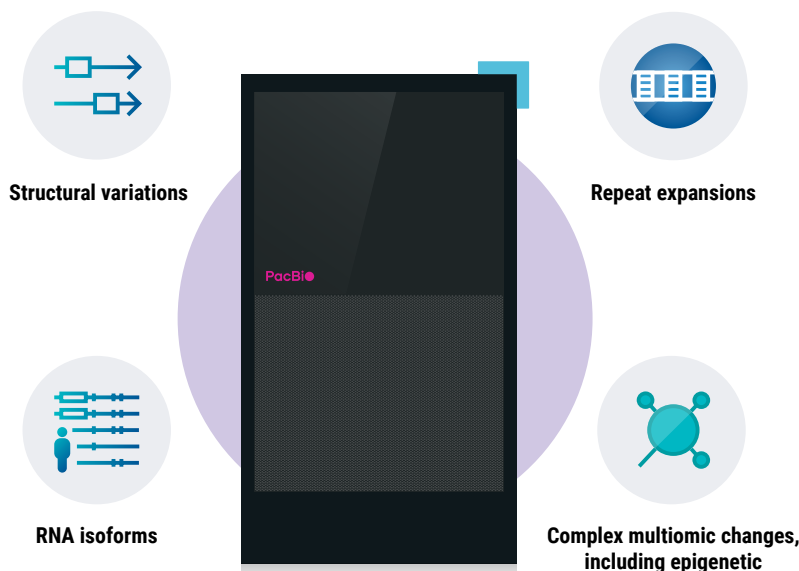 Structural variations
Repeat expansions
PacBio
RNA isoforms
Complex multiomic changes,
including epigenetic